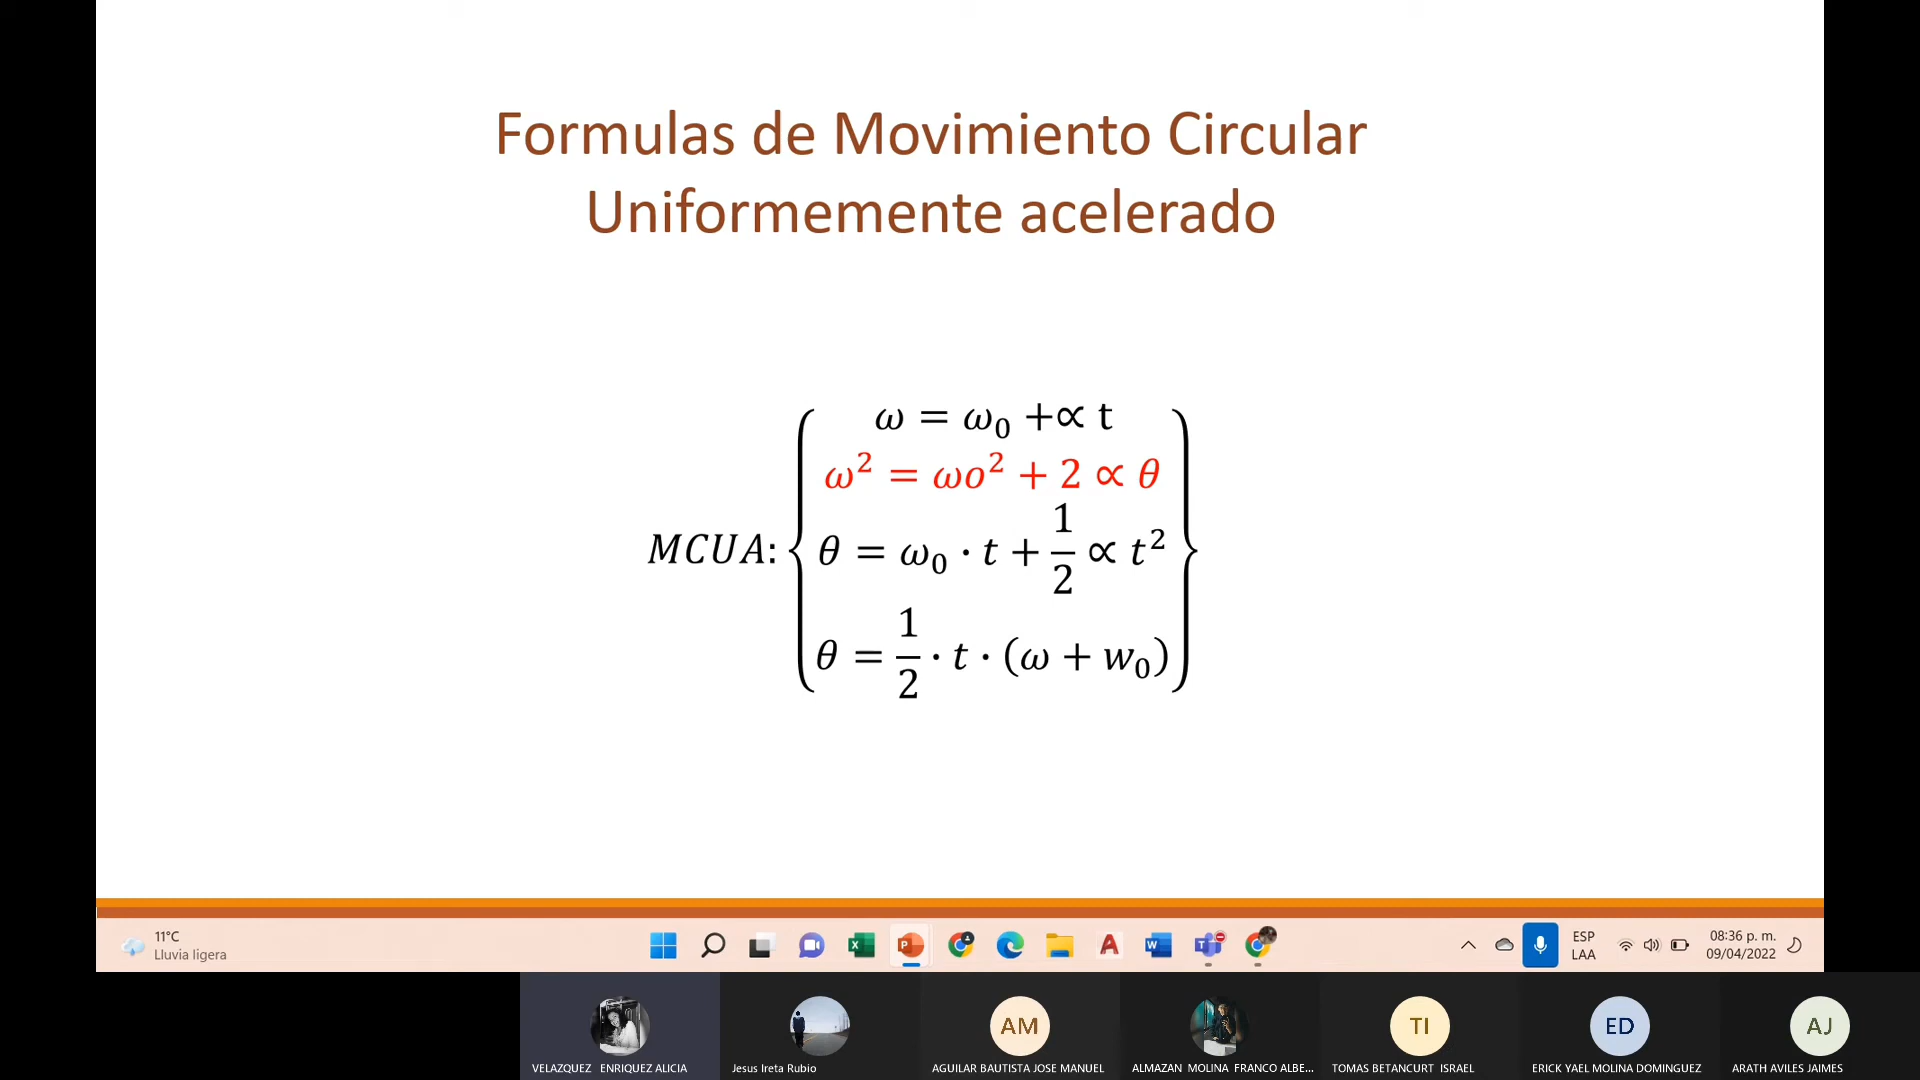 Formulas de Movimiento Circular
Uniformemente acelerado
MCUA:
ω = ω₀ +∝ t
ω² = ωo² + 2 ∝ θ
θ = ω₀ · t + 1/2 ∝ t²
θ = 1/2 · t · (ω + w₀)
11°C
Lluvia ligera
ESP
LAA
08:36 p. m.
09/04/2022
AM
TI
ED
AJ
VELAZQUEZ ENRIQUEZ ALICIA
Jesus Ireta Rubio
AGUILAR BAUTISTA JOSE MANUEL
ALMAZAN MOLINA FRANCO ALBE...
TOMAS BETANCURT ISRAEL
ERICK YAEL MOLINA DOMINGUEZ
ARATH AVILES JAIMES